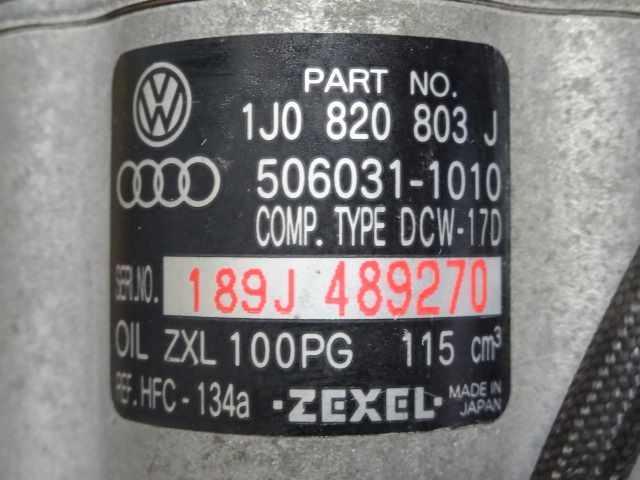 PART NO.
1J0 820 803 J
506031-1010
COMP. TYPE DCW-17D
SERI.NO. 189J 489270
OIL ZXL 100PG 115 cm³
REF. HFC-134a ·ZEXEL· MADE IN JAPAN